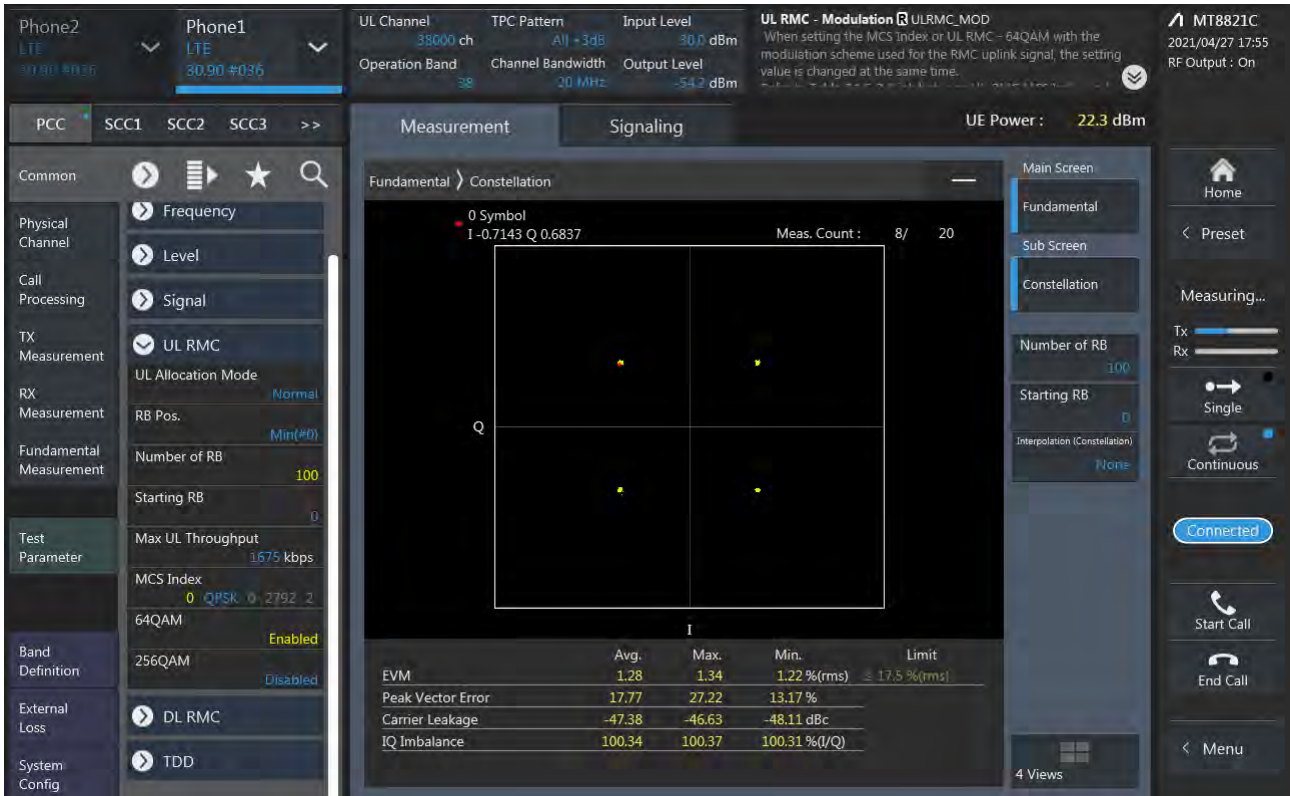 Phone2
LTE
30.90 #036
Phone1
LTE
30.90 #036
UL Channel
38000 ch
TPC Pattern
All +3dB
Input Level
30.0 dBm
Operation Band
38
Channel Bandwidth
20 MHz
Output Level
-54.2 dBm
UL RMC - Modulation R ULRMC_MOD
When setting the MCS Index or UL RMC - 64QAM with the
modulation scheme used for the RMC uplink signal, the setting
value is changed at the same time.
MT8821C
2021/04/27 17:55
RF Output : On
PCC
SCC1
SCC2
SCC3
>>
Measurement
Signaling
UE Power : 22.3 dBm
Common
Physical
Channel
Call
Processing
TX
Measurement
RX
Measurement
Fundamental
Measurement
Test
Parameter
Band
Definition
External
Loss
System
Config
Frequency
Level
Signal
UL RMC
UL Allocation Mode
Normal
RB Pos.
Min(#0)
Number of RB
100
Starting RB
0
Max UL Throughput
1675 kbps
MCS Index
0 QPSK 0 2792 2
64QAM
Enabled
256QAM
Disabled
DL RMC
TDD
Fundamental 〉 Constellation
0 Symbol
I -0.7143 Q 0.6837
Meas. Count : 8/ 20
Q
I
Avg. Max. Min. Limit
EVM 1.28 1.34 1.22 %(rms) ≤ 17.5 %(rms)
Peak Vector Error 17.77 27.22 13.17 %
Carrier Leakage -47.38 -46.63 -48.11 dBc
IQ Imbalance 100.34 100.37 100.31 %(I/Q)
Main Screen
Fundamental
Sub Screen
Constellation
Number of RB
100
Starting RB
0
Interpolation (Constellation)
None
4 Views
Home
< Preset
Measuring...
Tx
Rx
Single
Continuous
Connected
Start Call
End Call
< Menu